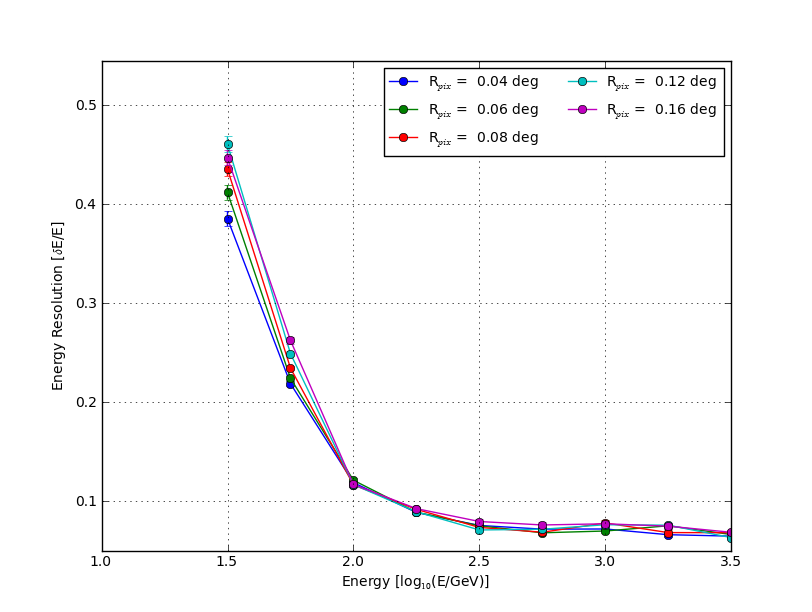 R_pix = 0.04 deg
R_pix = 0.06 deg
R_pix = 0.08 deg
R_pix = 0.12 deg
R_pix = 0.16 deg
0.5
0.4
0.3
0.2
0.1
Energy Resolution [δE/E]
1.0 1.5 2.0 2.5 3.0 3.5
Energy [log₁₀(E/GeV)]